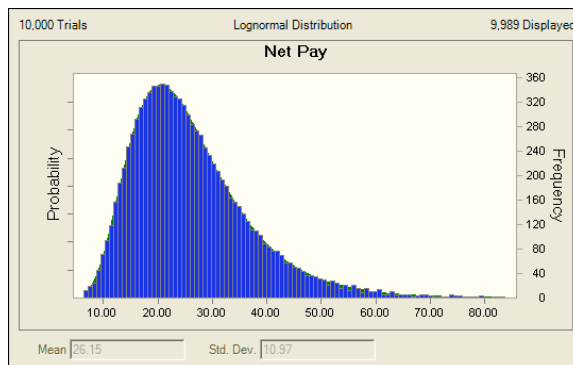 10,000 Trials Lognormal Distribution 9,989 Displayed
Net Pay
Probability
360
320
280
240
200
160
120
80
40
0
Frequency
10.00 20.00 30.00 40.00 50.00 60.00 70.00 80.00
Mean 26.15 Std. Dev. 10.97